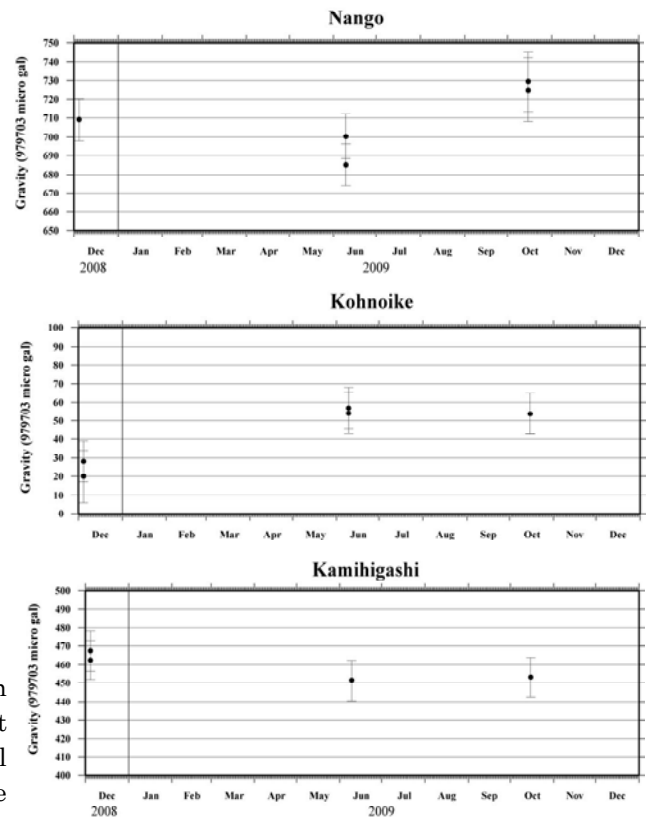 Nango
Gravity (979703 micro gal)
750
740
730
720
710
700
690
680
670
660
650
Dec Jan Feb Mar Apr May Jun Jul Aug Sep Oct Nov Dec
2008 2009
Kohnoike
Gravity (979703 micro gal)
100
90
80
70
60
50
40
30
20
10
0
Dec Jan Feb Mar Apr May Jun Jul Aug Sep Oct Nov Dec
Kamihigashi
Gravity (979703 micro gal)
500
490
480
470
460
450
440
430
420
410
400
Dec Jan Feb Mar Apr May Jun Jul Aug Sep Oct Nov Dec
2008 2009
n
t
l
e